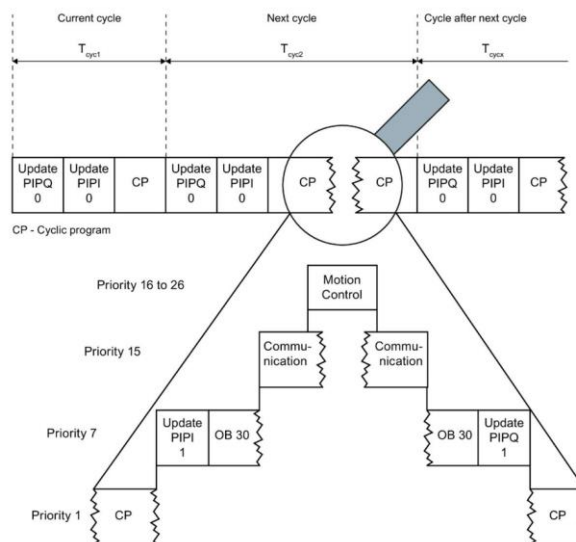 Current cycle
Next cycle
Cycle after next cycle
Tcyc1
Tcyc2
Tcycx
Update
PIPQ
0
Update
PIPI
0
CP
Update
PIPQ
0
Update
PIPI
0
CP
CP
Update
PIPQ
0
Update
PIPI
0
CP
CP - Cyclic program
Priority 16 to 26
Motion
Control
Priority 15
Commu-
nication
Commu-
nication
Priority 7
Update
PIPI
1
OB 30
OB 30
Update
PIPQ
1
Priority 1
CP
CP